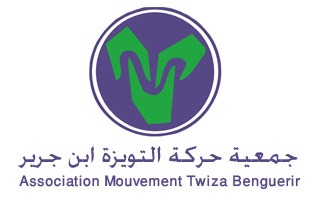 جمعية حركة التويزة ابن جرير
Association Mouvement Twiza Benguerir